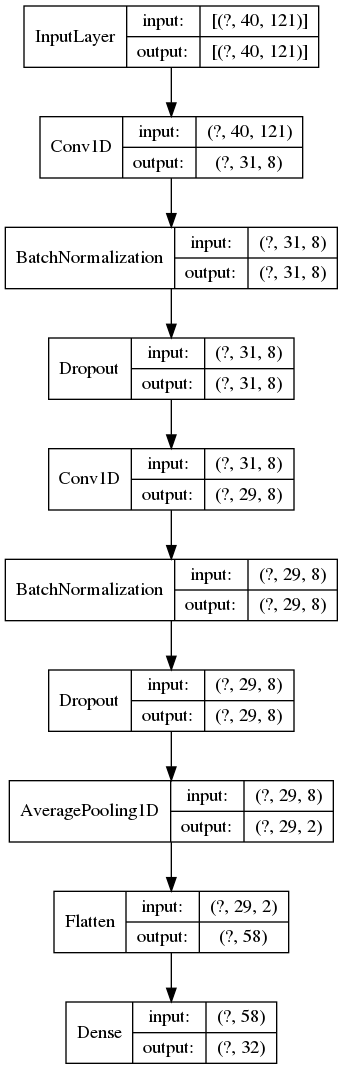 InputLayer
input: [(?, 40, 121)]
output: [(?, 40, 121)]
Conv1D
input: (?, 40, 121)
output: (?, 31, 8)
BatchNormalization
input: (?, 31, 8)
output: (?, 31, 8)
Dropout
input: (?, 31, 8)
output: (?, 31, 8)
Conv1D
input: (?, 31, 8)
output: (?, 29, 8)
BatchNormalization
input: (?, 29, 8)
output: (?, 29, 8)
Dropout
input: (?, 29, 8)
output: (?, 29, 8)
AveragePooling1D
input: (?, 29, 8)
output: (?, 29, 2)
Flatten
input: (?, 29, 2)
output: (?, 58)
Dense
input: (?, 58)
output: (?, 32)